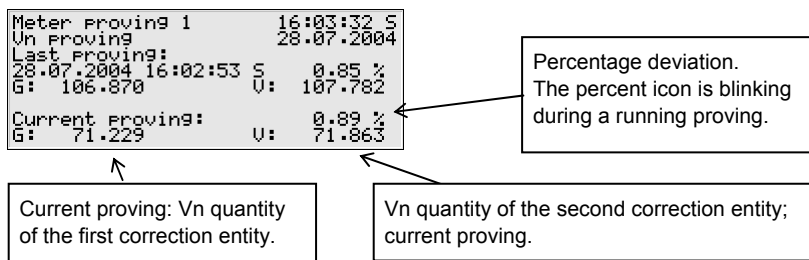 Meter proving 1 16:03:32 S
Vn proving 28.07.2004
Last proving:
28.07.2004 16:02:53 S 0.85 %
G: 106.870 V: 107.782
Current proving: 0.89 %
G: 71.229 V: 71.863
Percentage deviation.
The percent icon is blinking
during a running proving.
Current proving: Vn quantity
of the first correction entity.
Vn quantity of the second correction entity;
current proving.